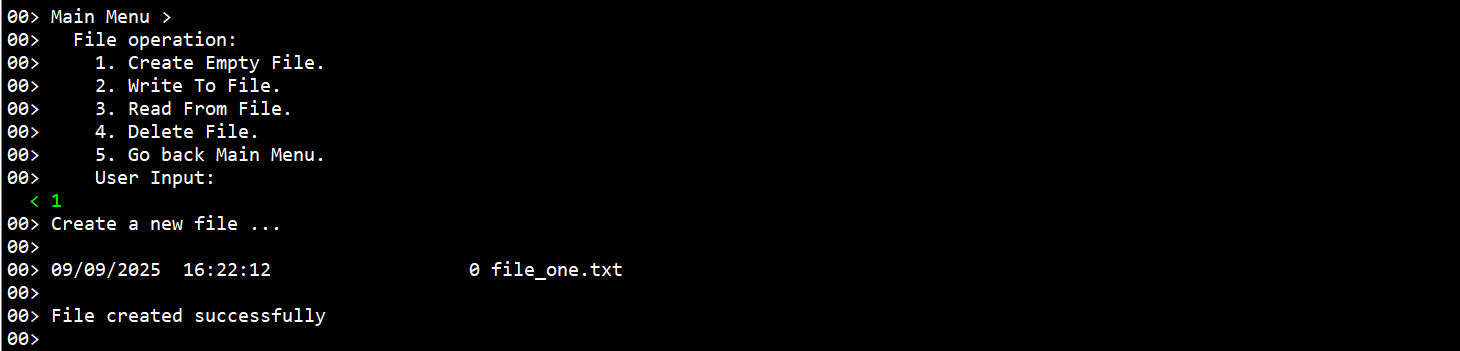 00> Main Menu >
00>   File operation:
00>     1. Create Empty File.
00>     2. Write To File.
00>     3. Read From File.
00>     4. Delete File.
00>     5. Go back Main Menu.
00>     User Input:
  < 1
00> Create a new file ...
00>
00> 09/09/2025  16:22:12                  0 file_one.txt
00>
00> File created successfully
00>